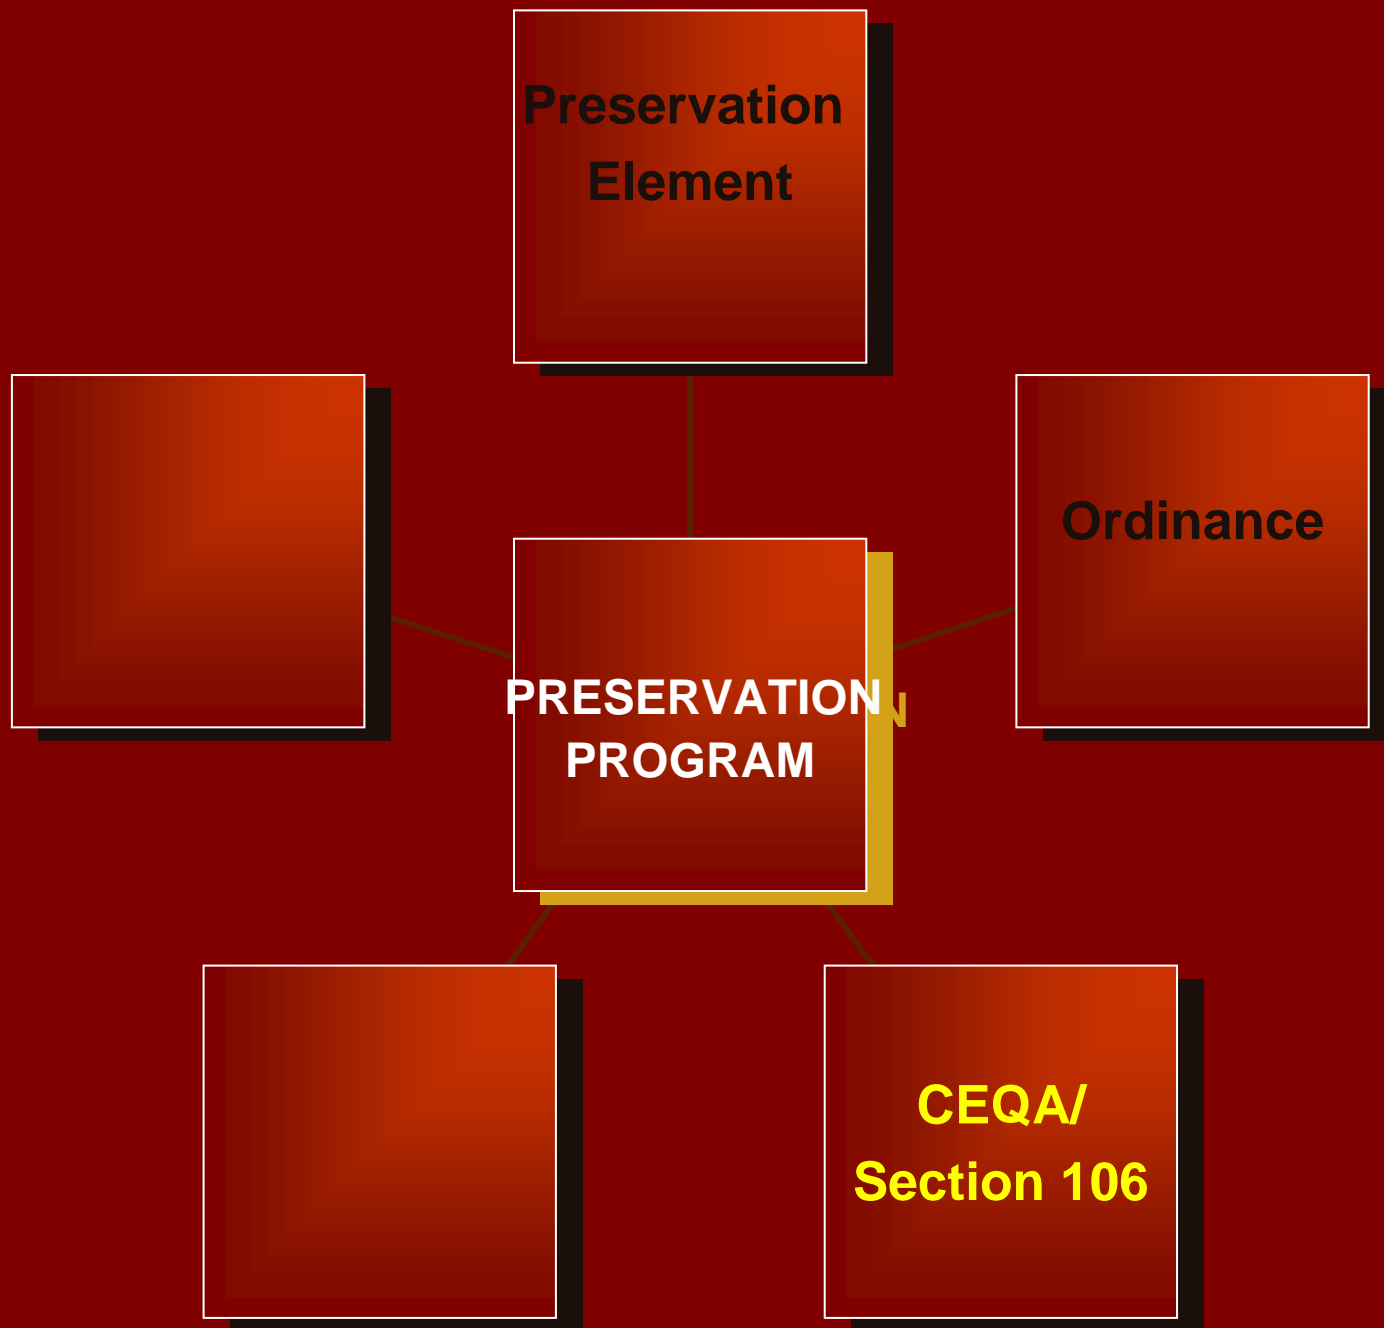 Preservation
Element
Ordinance
PRESERVATION
PROGRAM
CEQA/
Section 106